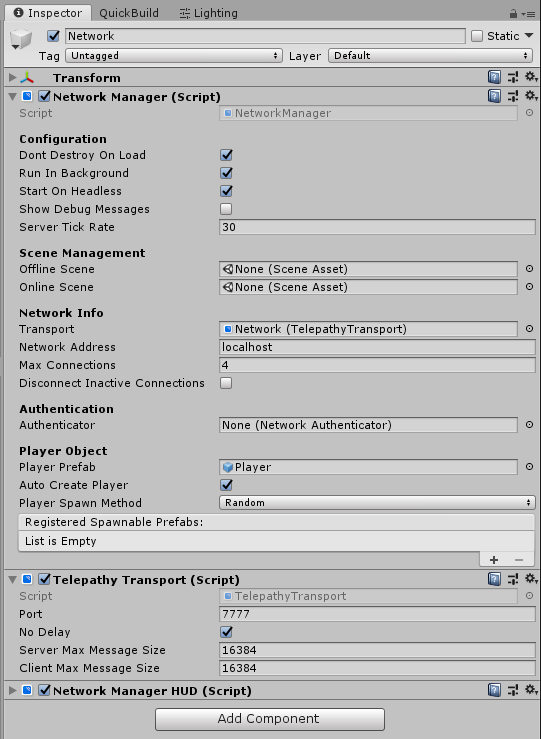 Inspector QuickBuild Lighting
Network Static
Tag Untagged Layer Default
Transform
Network Manager (Script)
Script NetworkManager
Configuration
Dont Destroy On Load
Run In Background
Start On Headless
Show Debug Messages
Server Tick Rate 30
Scene Management
Offline Scene None (Scene Asset)
Online Scene None (Scene Asset)
Network Info
Transport Network (TelepathyTransport)
Network Address localhost
Max Connections 4
Disconnect Inactive Connections
Authentication
Authenticator None (Network Authenticator)
Player Object
Player Prefab Player
Auto Create Player
Player Spawn Method Random
Registered Spawnable Prefabs:
List is Empty
Telepathy Transport (Script)
Script TelepathyTransport
Port 7777
No Delay
Server Max Message Size 16384
Client Max Message Size 16384
Network Manager HUD (Script)
Add Component